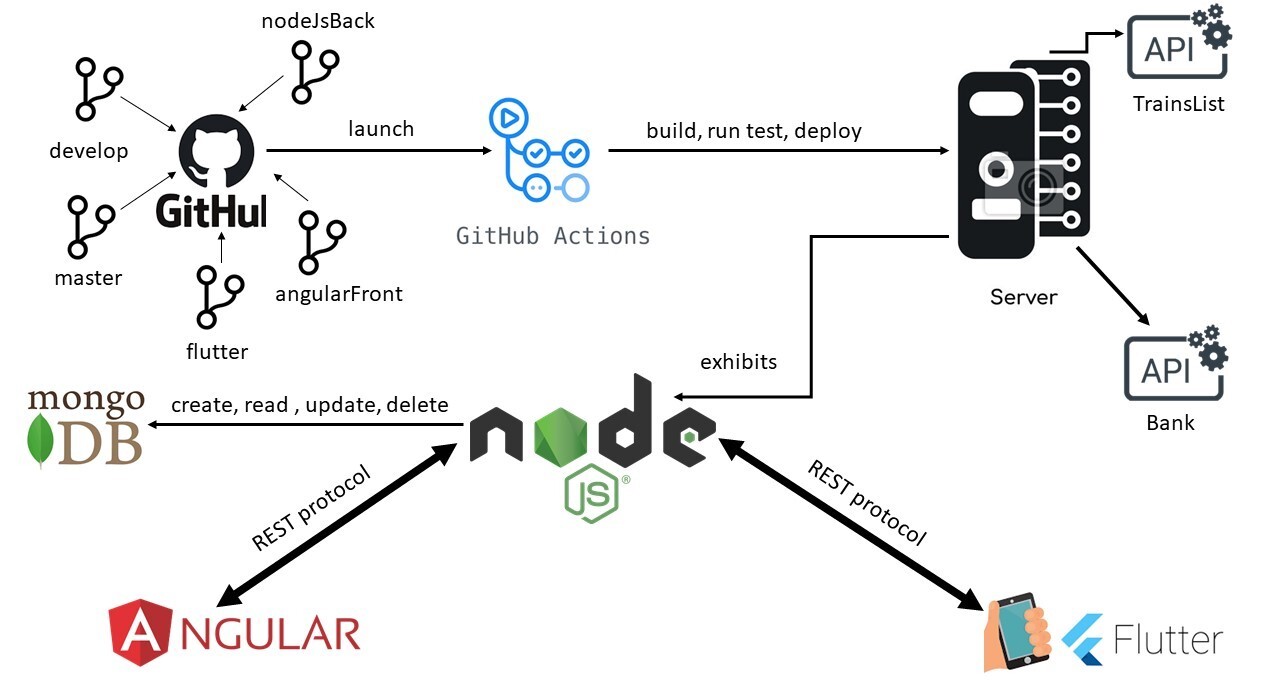 nodeJsBack
develop
master
flutter
angularFront
GitHul
launch
GitHub Actions
build, run test, deploy
Server
API
TrainsList
API
Bank
exhibits
mongo
DB
create, read , update, delete
node
JS®
REST protocol
REST protocol
ANGULAR
Flutter